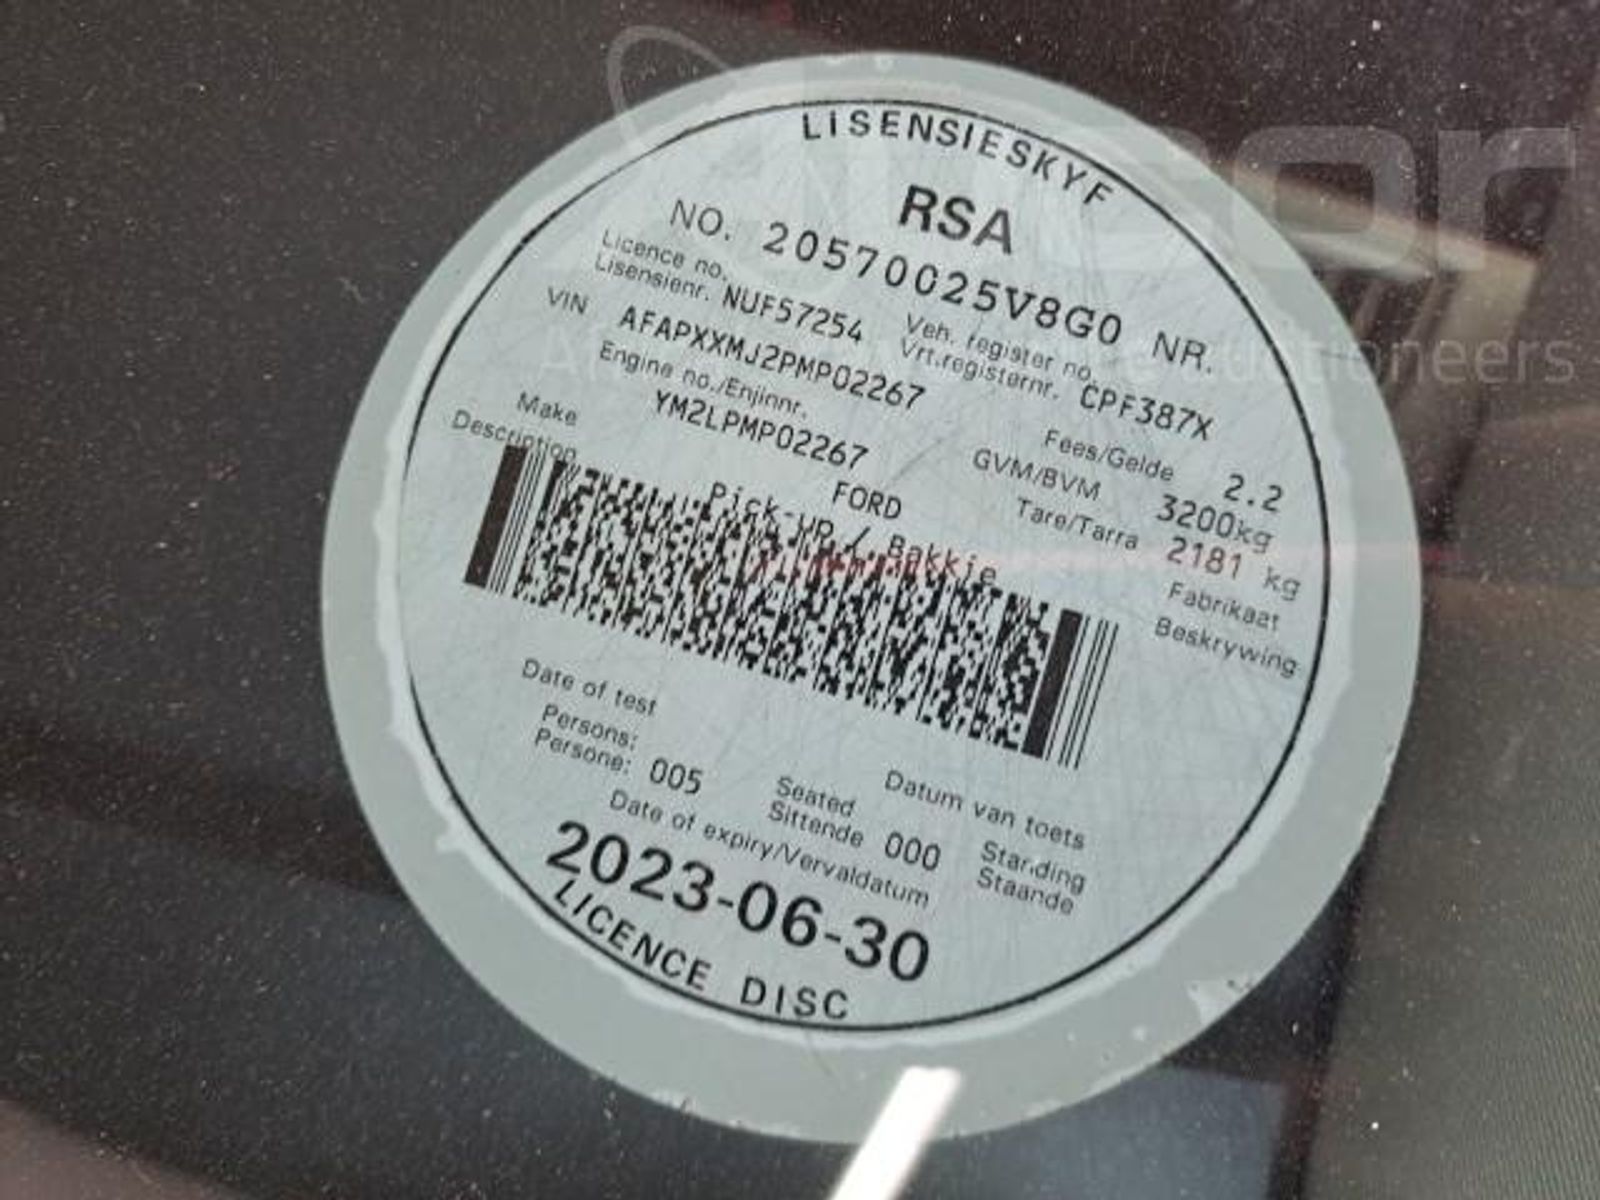 LISENSIESKYF
RSA
NO. 20570025V8G0 NR.
Licence no. Veh. register no.
Lisensienr. NUF57254 Vrt.registernr. CPF387X
VIN AFAPXXMJ2PMP02267 Fees/Gelde 2.2
Engine no./Enjinnr. GVM/BVM 3200kg
YM2LPMP02267 Tare/Tarra 2181 kg
Make FORD Fabrikaat
Description Pick-up / Bakkie Beskrywing
Date of test Datum van toets
Persons: Seated Standing
Persone: 005 Sittende 000 Staande
Date of expiry/Vervaldatum
2023-06-30
LICENCE DISC